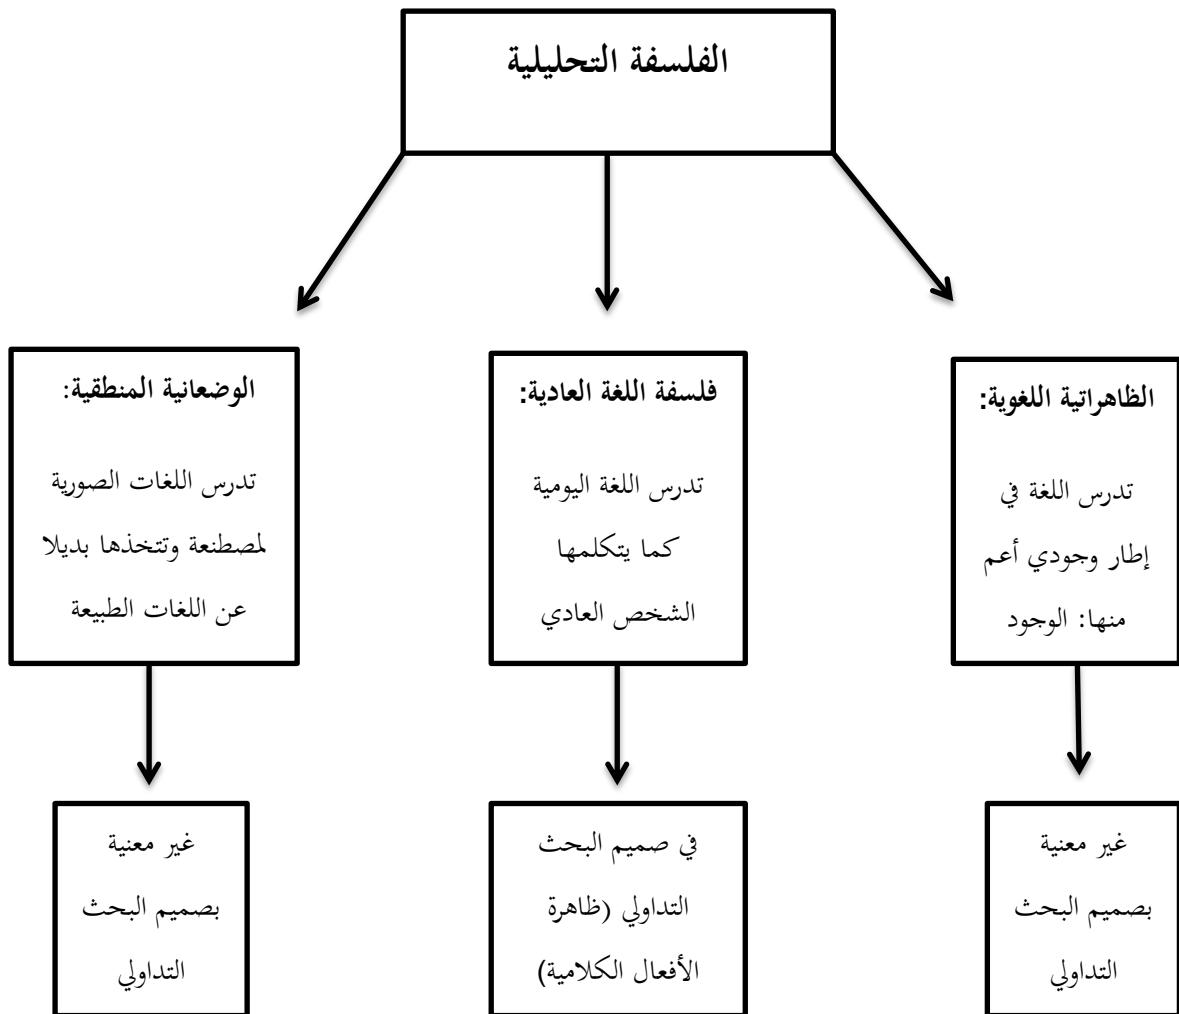 الفلسفة التحليلية
الظاهراتية اللغوية:
تدرس اللغة في
إطار وجودي أعم
منها: الوجود
فلسفة اللغة العادية:
تدرس اللغة اليومية
كما يتكلمها
الشخص العادي
الوضعانية المنطقية:
تدرس اللغات الصورية
لمصطنعة وتتخذها بديلا
عن اللغات الطبيعة
غير معنية
بصميم البحث
التداولي
في صميم البحث
التداولي (ظاهرة
الأفعال الكلامية)
غير معنية
بصميم البحث
التداولي